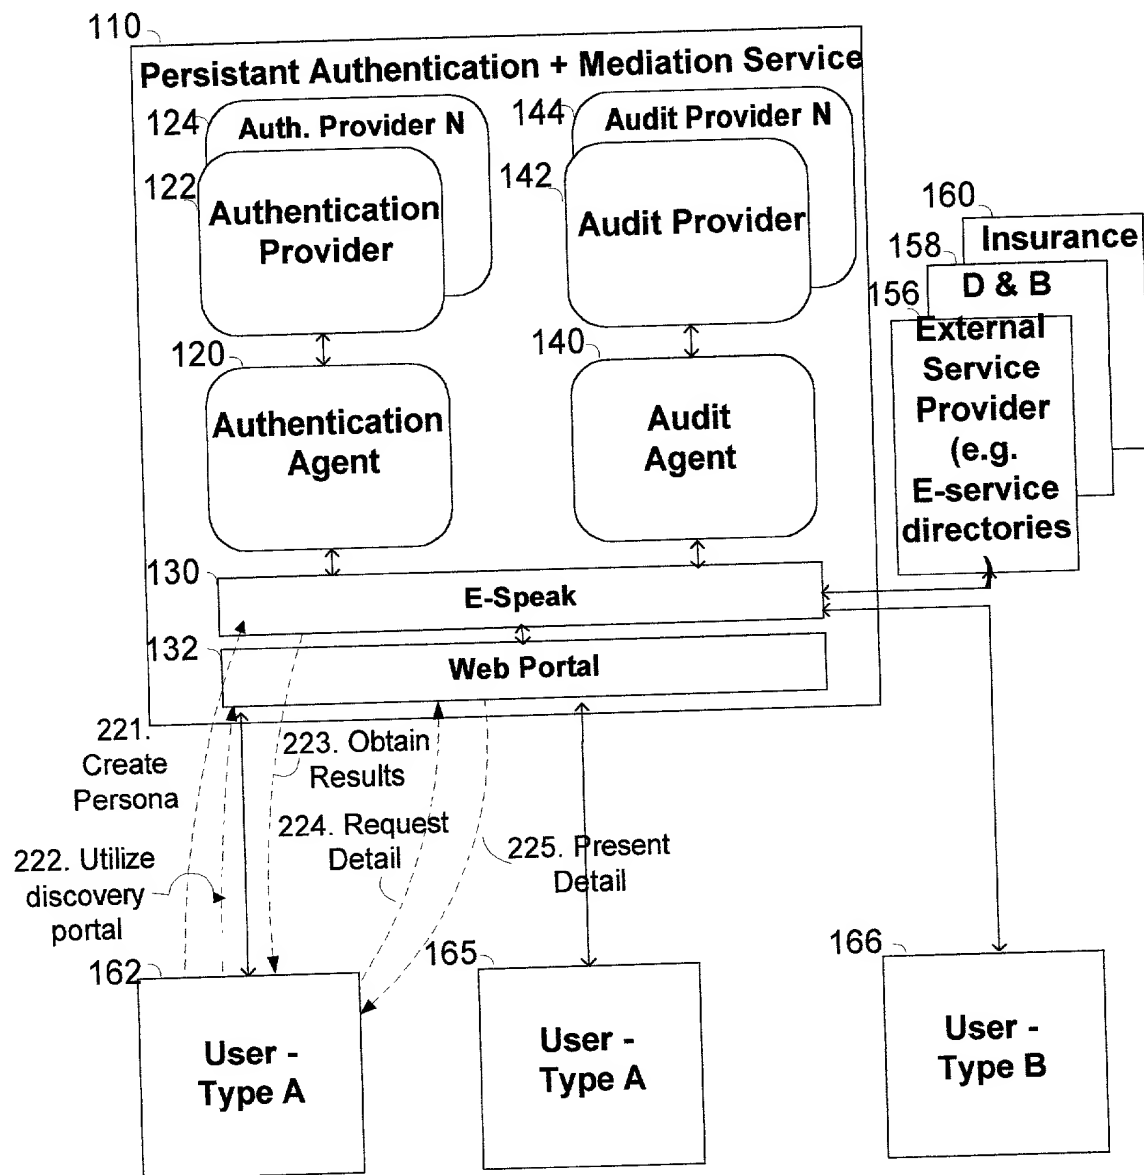 110
Persistant Authentication + Mediation Service
124
Auth. Provider N
144
Audit Provider N
122
Authentication
Provider
142
Audit Provider
160
Insurance
158
D & B
156
External
Service
Provider
(e.g.
E-service
directories
)
120
Authentication
Agent
140
Audit
Agent
130
E-Speak
132
Web Portal
221.
Create
Persona
223. Obtain
Results
222. Utilize
discovery
portal
224. Request
Detail
225. Present
Detail
162
User -
Type A
165
User -
Type A
166
User -
Type B